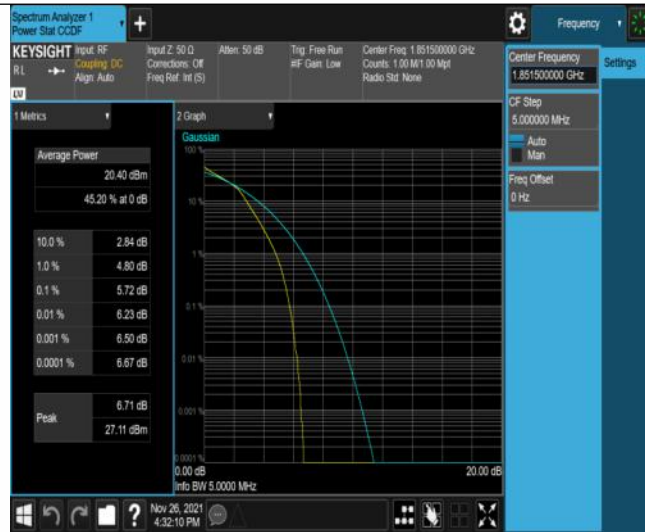 Spectrum Analyzer 1
Power Stat CCDF
+
Frequency
KEYSIGHT
Input: RF
Coupling: DC
Align: Auto
Input Z: 50 Ω
Corrections: Off
Freq Ref: Int (S)
Atten: 50 dB
Trig: Free Run
#IF Gain: Low
Center Freq: 1.851500000 GHz
Counts: 1.00 M/1.00 Mpt
Radio Std: None
RL
LXI
1 Metrics
Average Power
20.40 dBm
45.20 % at 0 dB
10.0 % 2.84 dB
1.0 % 4.80 dB
0.1 % 5.72 dB
0.01 % 6.23 dB
0.001 % 6.50 dB
0.0001 % 6.67 dB
Peak
6.71 dB
27.11 dBm
2 Graph
Gaussian
100 %
10 %
1 %
0.1 %
0.01 %
0.001 %
0.0001 %
0.00 dB
20.00 dB
Info BW 5.0000 MHz
Center Frequency
1.851500000 GHz
Settings
CF Step
5.000000 MHz
Auto
Man
Freq Offset
0 Hz
?
Nov 26, 2021
4:32:10 PM